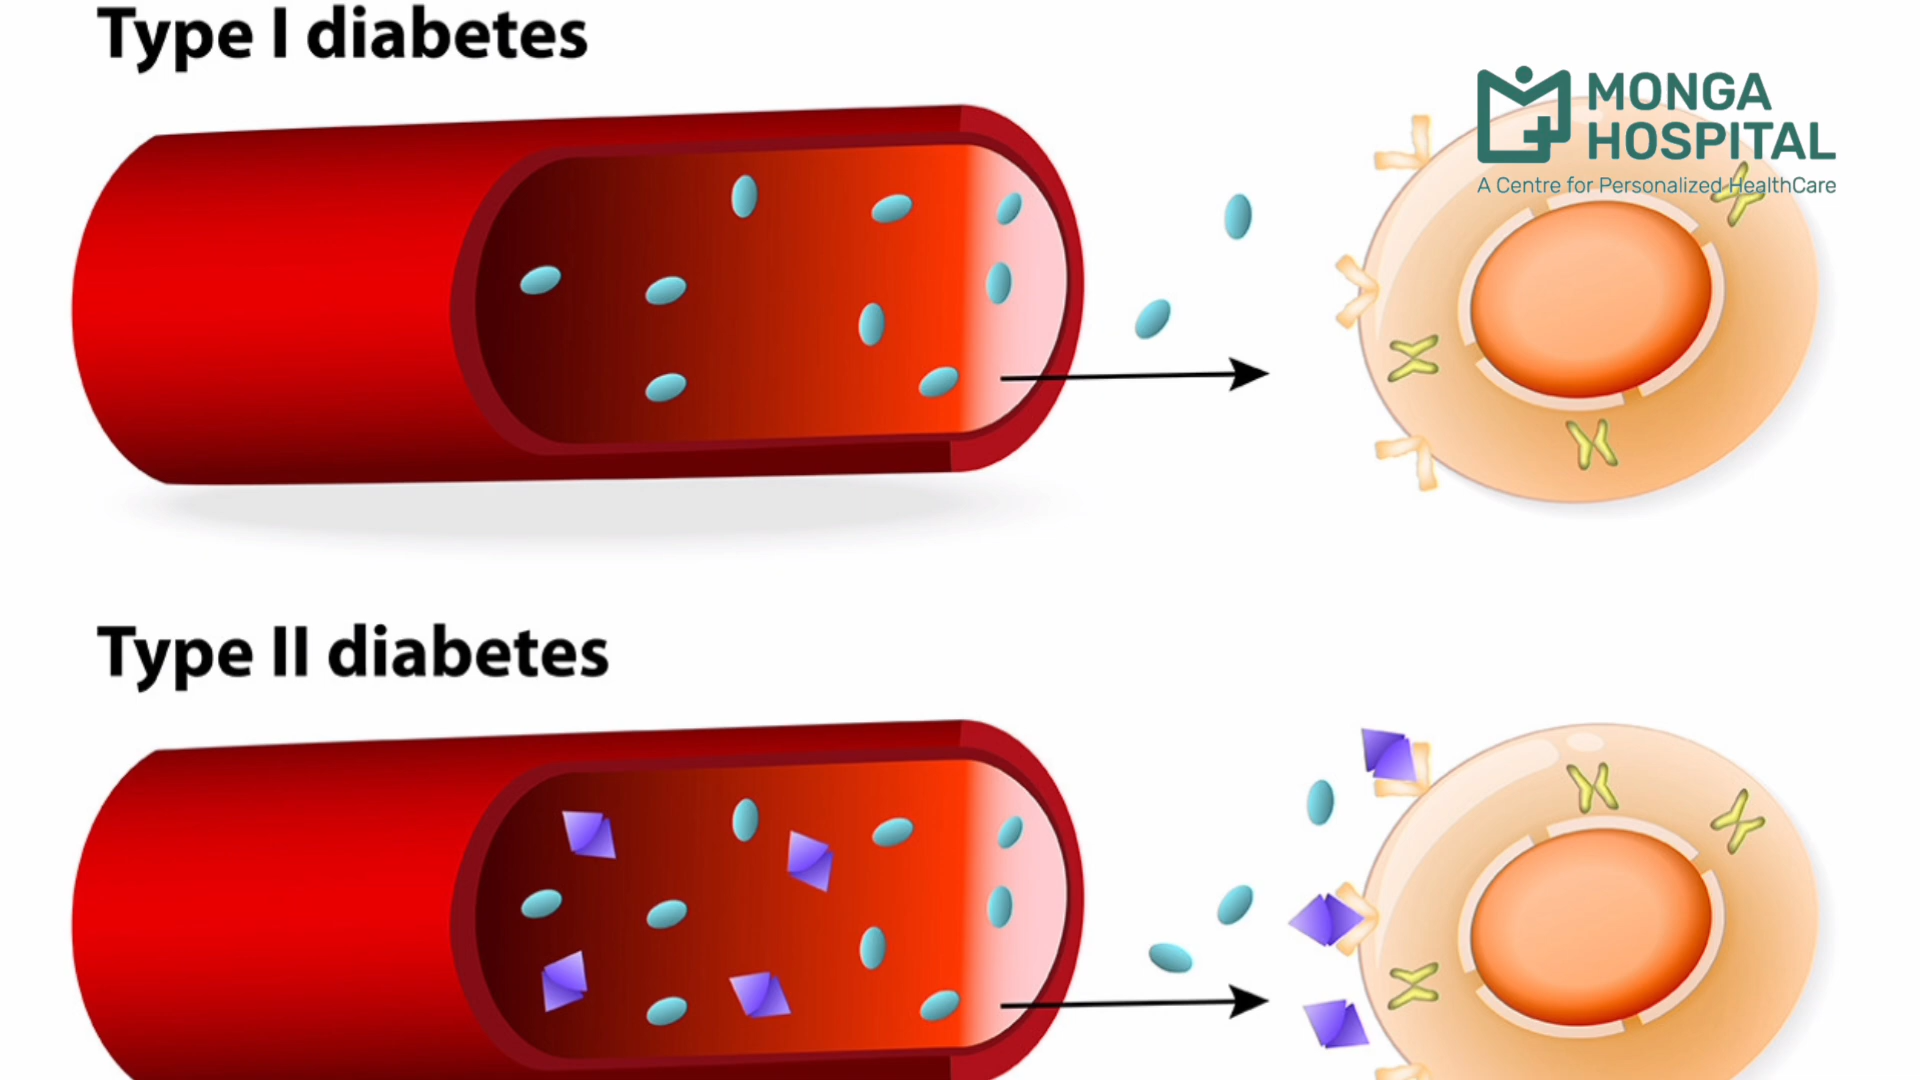 Type I diabetes
MONGA
HOSPITAL
A Centre for Personalized HealthCare
Type II diabetes